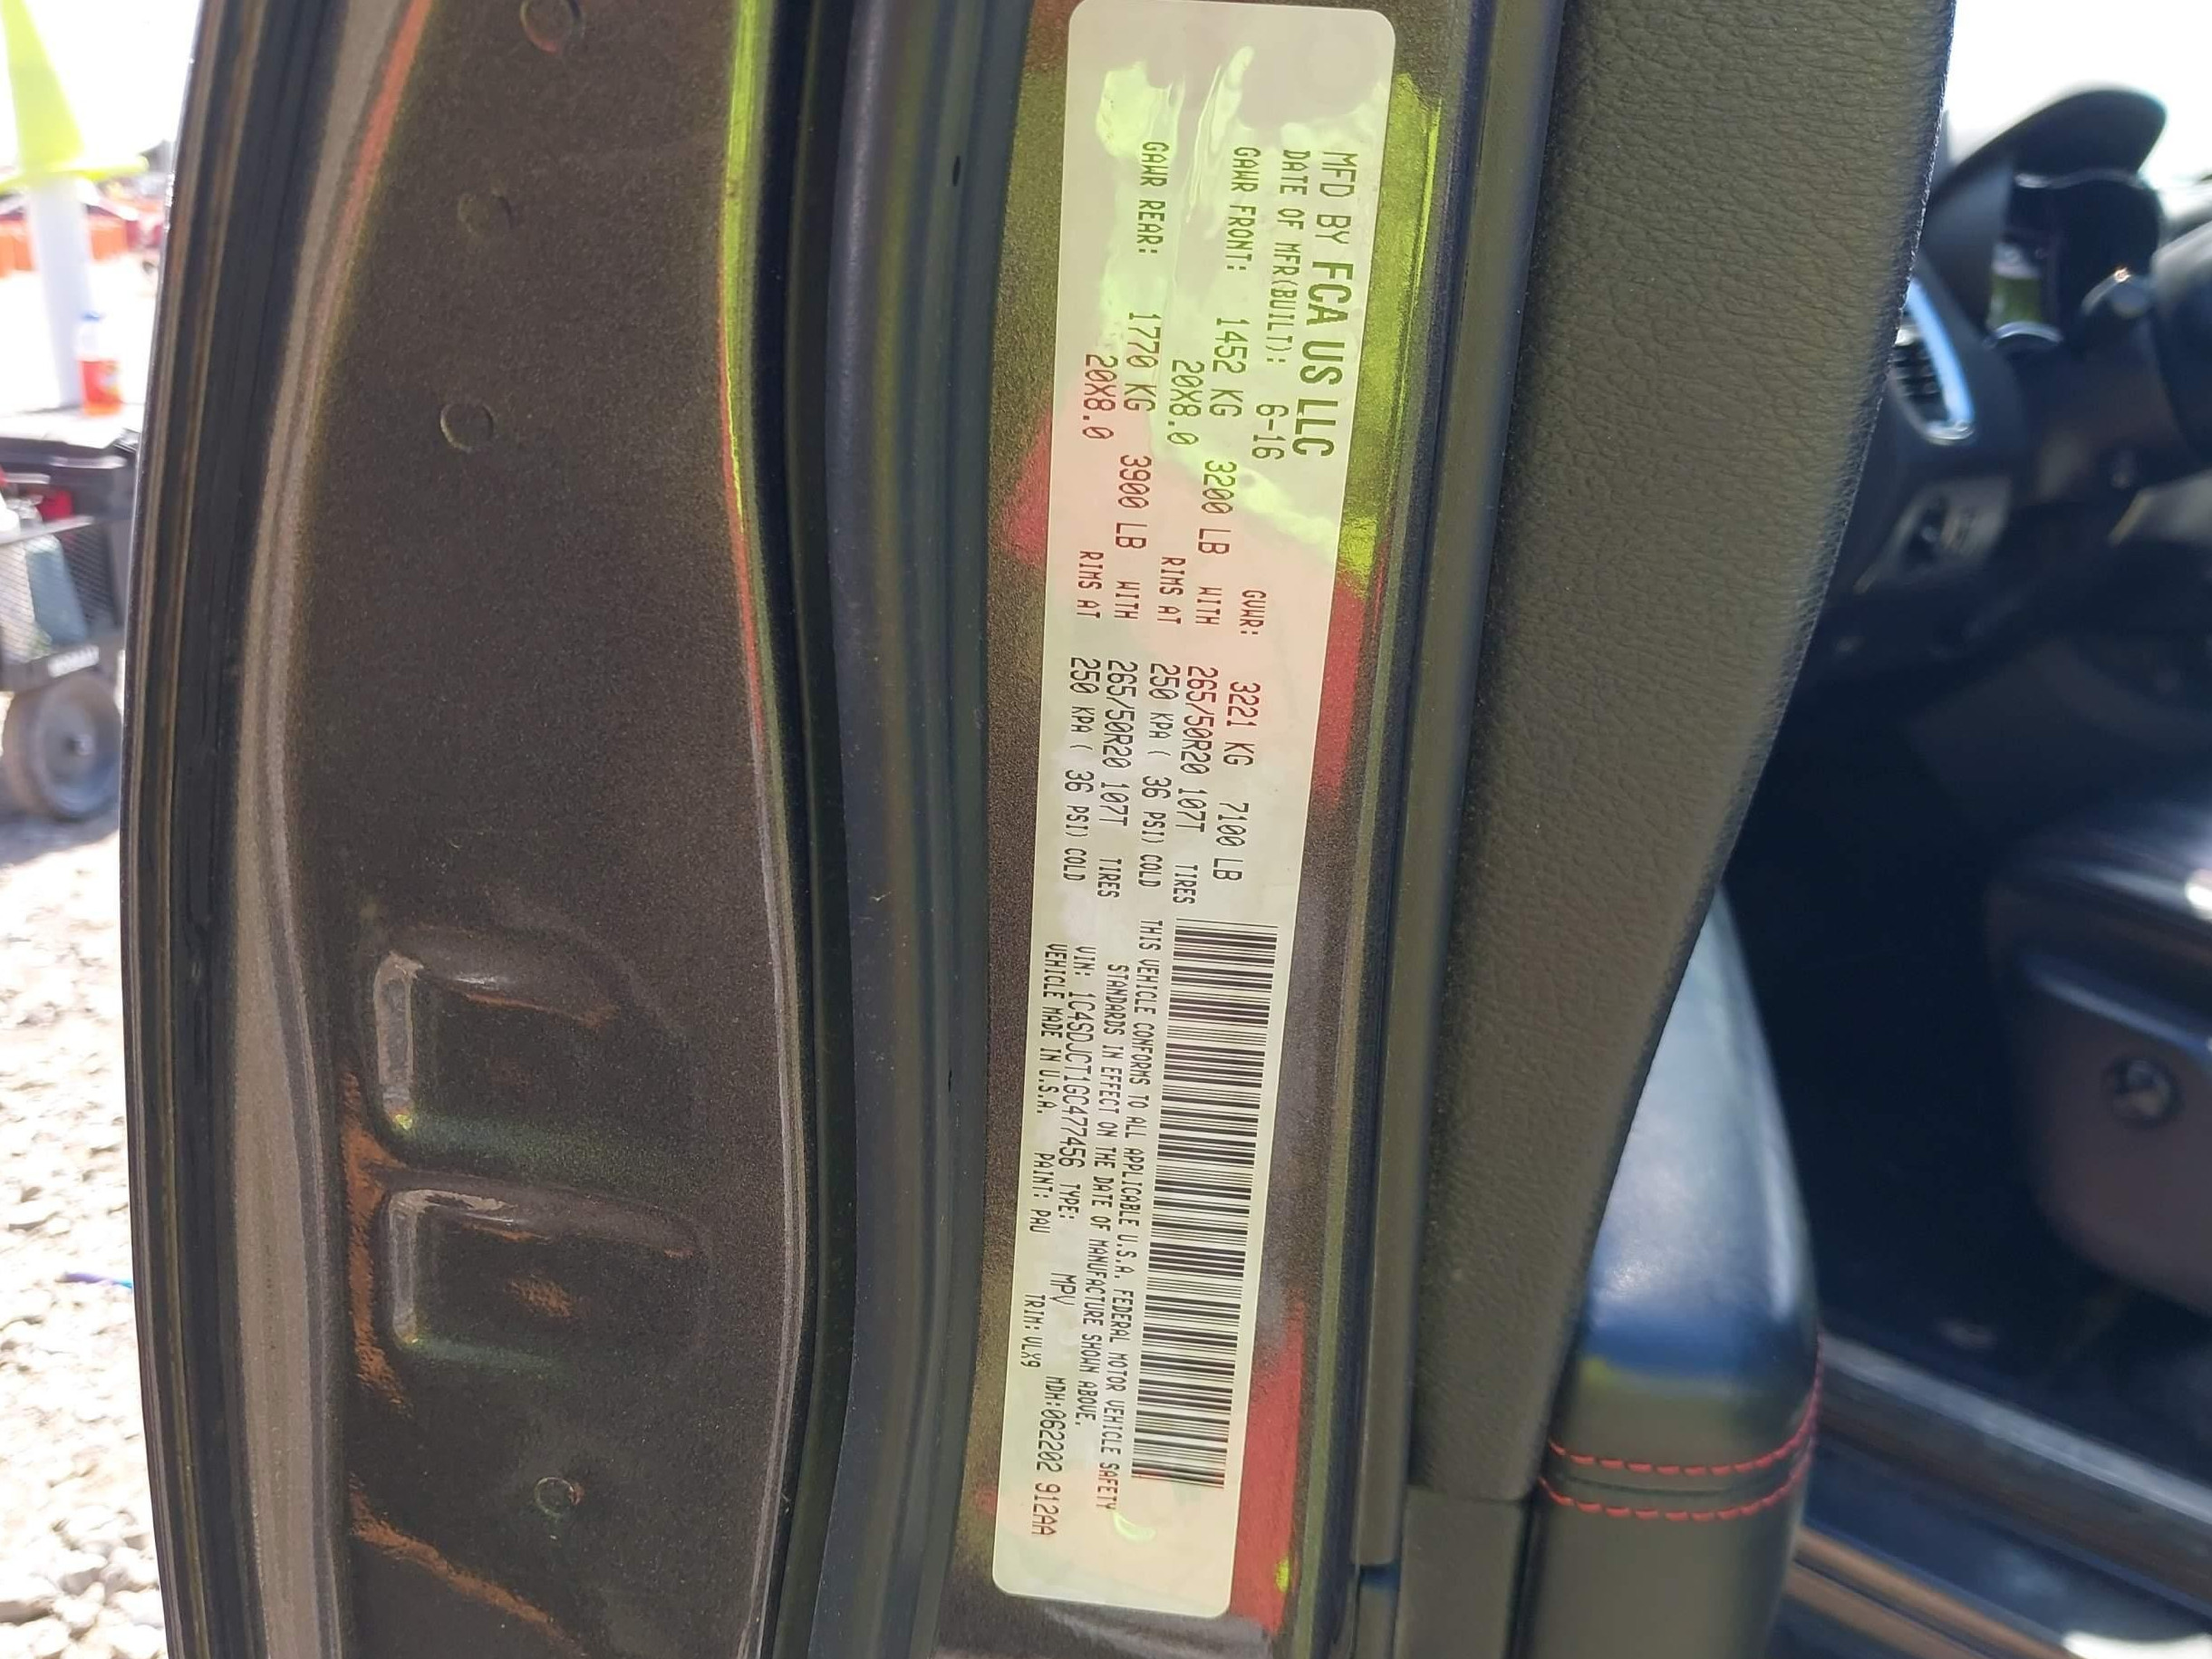 MFD BY FCA US LLC
DATE OF MFR(BUILT): 6-16 GVWR: 3221 KG 7100 LB
GAWR FRONT: 1452 KG 3200 LB WITH 265/50R20 107T TIRES
20X8.0 RIMS AT 250 KPA ( 36 PSI) COLD
GAWR REAR: 1770 KG 3900 LB WITH 265/50R20 107T TIRES
20X8.0 RIMS AT 250 KPA ( 36 PSI) COLD
THIS VEHICLE CONFORMS TO ALL APPLICABLE U.S.A. FEDERAL MOTOR VEHICLE SAFETY
STANDARDS IN EFFECT ON THE DATE OF MANUFACTURE SHOWN ABOVE.
VIN: 1C4SDJCT1GC477456 TYPE: MPV MDH:062202 912AA
VEHICLE MADE IN U.S.A. PAINT: PAU TRIM: VLX9